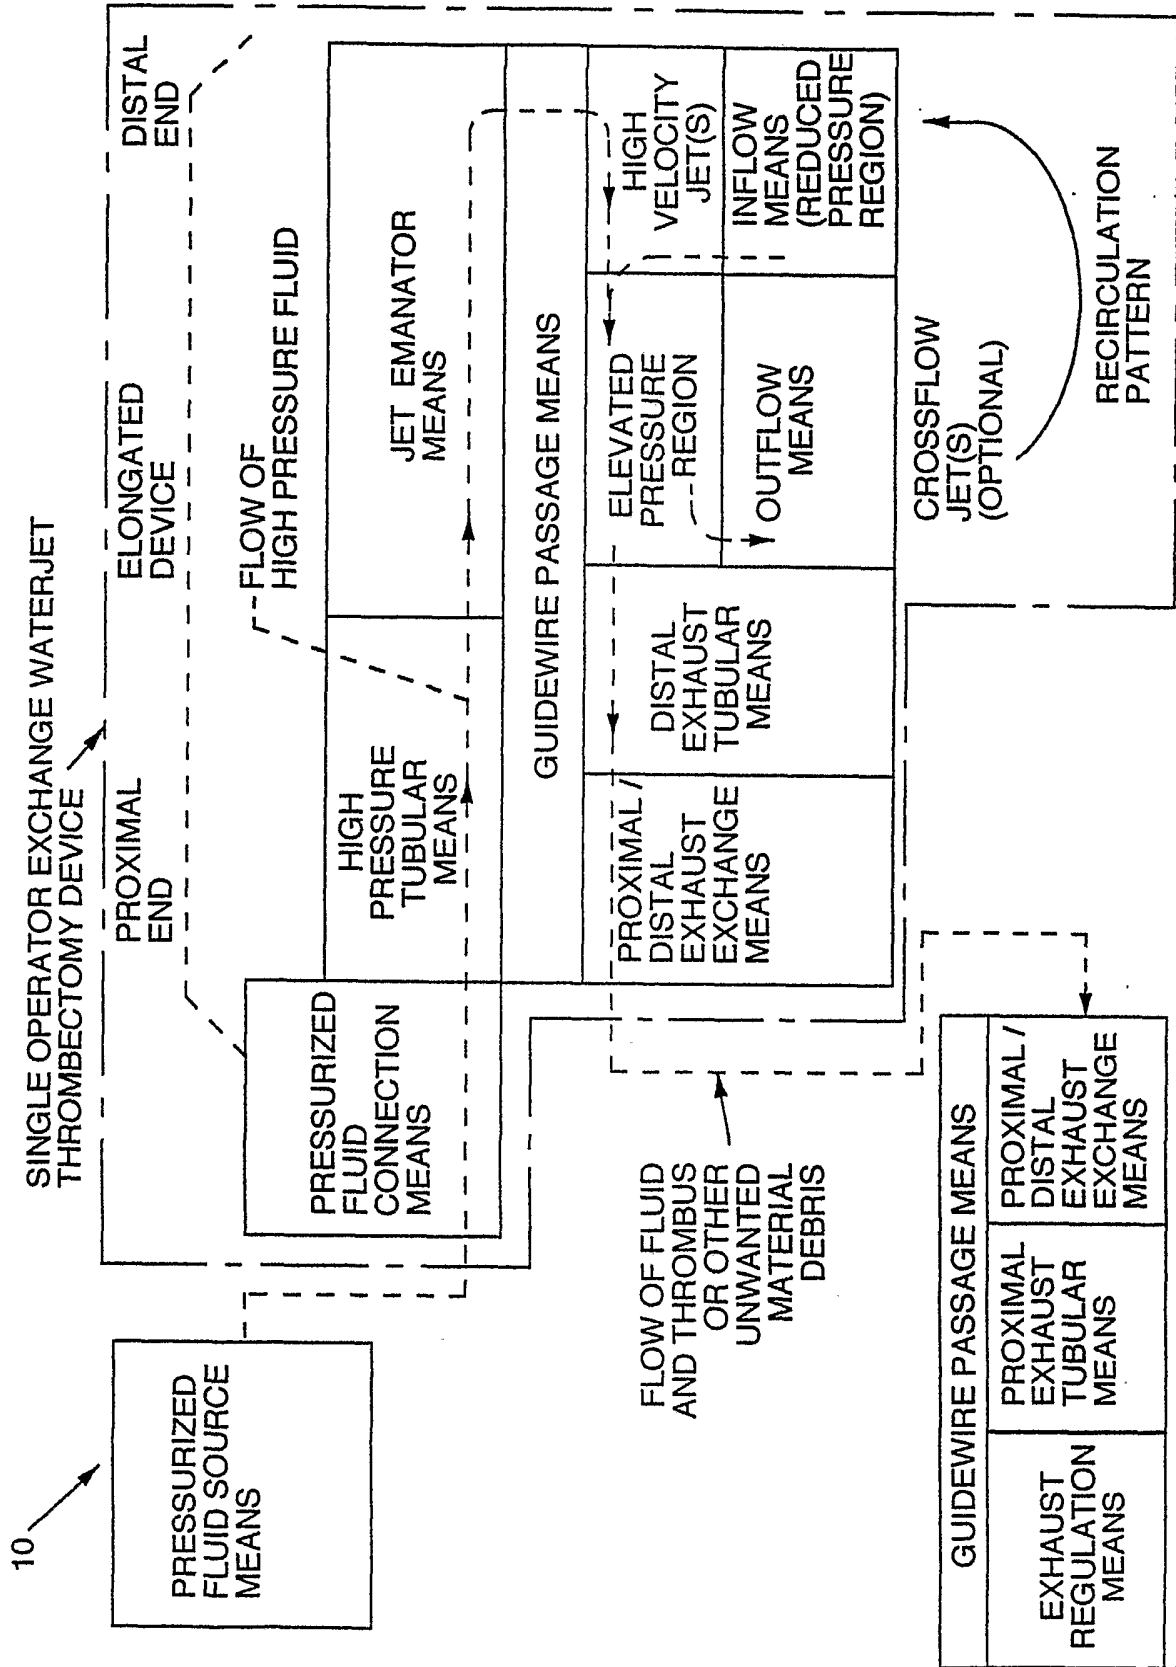 10
PRESSURIZED
FLUID SOURCE
MEANS
SINGLE OPERATOR EXCHANGE WATERJET
THROMBECTOMY DEVICE
PROXIMAL
END
ELONGATED
DEVICE
DISTAL
END
FLOW OF
HIGH PRESSURE FLUID
PRESSURIZED
FLUID
CONNECTION
MEANS
HIGH
PRESSURE
TUBULAR
MEANS
JET EMANATOR
MEANS
GUIDEWIRE PASSAGE MEANS
PROXIMAL /
DISTAL
EXHAUST
EXCHANGE
MEANS
DISTAL
EXHAUST
TUBULAR
MEANS
ELEVATED
PRESSURE
REGION
OUTFLOW
MEANS
HIGH
VELOCITY
JET(S)
INFLOW
MEANS
(REDUCED
PRESSURE
REGION)
CROSSFLOW
JET(S)
(OPTIONAL)
RECIRCULATION
PATTERN
FLOW OF FLUID
AND THROMBUS
OR OTHER
UNWANTED
MATERIAL
DEBRIS
GUIDEWIRE PASSAGE MEANS
EXHAUST
REGULATION
MEANS
PROXIMAL
EXHAUST
TUBULAR
MEANS
PROXIMAL /
DISTAL
EXHAUST
EXCHANGE
MEANS